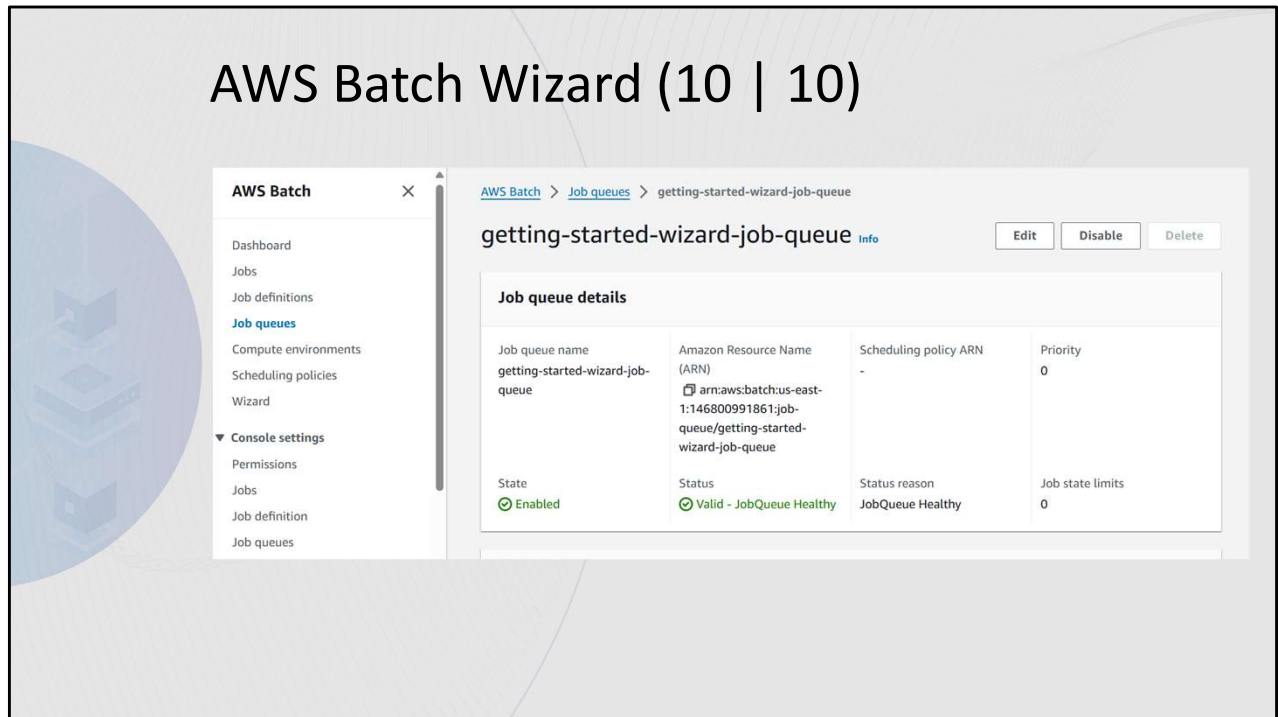 AWS Batch Wizard (10 | 10)
AWS Batch
Dashboard
Jobs
Job definitions
Job queues
Compute environments
Scheduling policies
Wizard
Console settings
Permissions
Jobs
Job definition
Job queues
AWS Batch > Job queues > getting-started-wizard-job-queue
getting-started-wizard-job-queue Info
Edit
Disable
Delete
Job queue details
Job queue name
getting-started-wizard-job-
queue
Amazon Resource Name
(ARN)
arn:aws:batch:us-east-
1:146800991861:job-
queue/getting-started-
wizard-job-queue
Scheduling policy ARN
-
Priority
0
State
Enabled
Status
Valid - JobQueue Healthy
Status reason
JobQueue Healthy
Job state limits
0